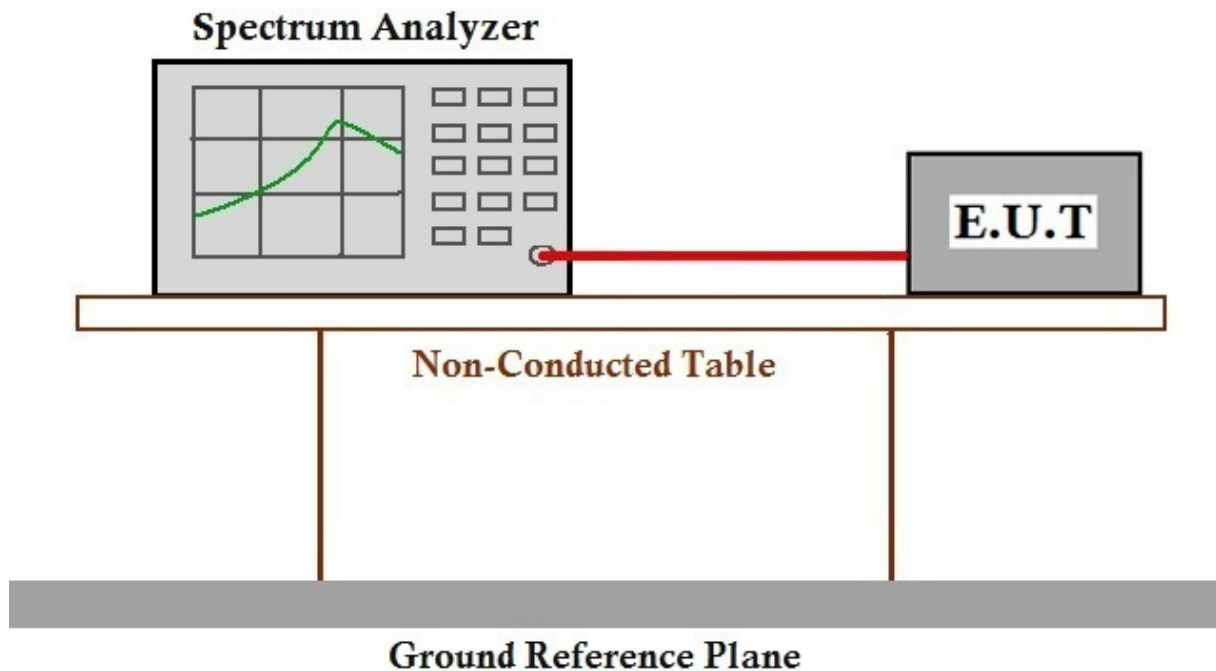 Spectrum Analyzer
E.U.T
Non-Conducted Table
Ground Reference Plane